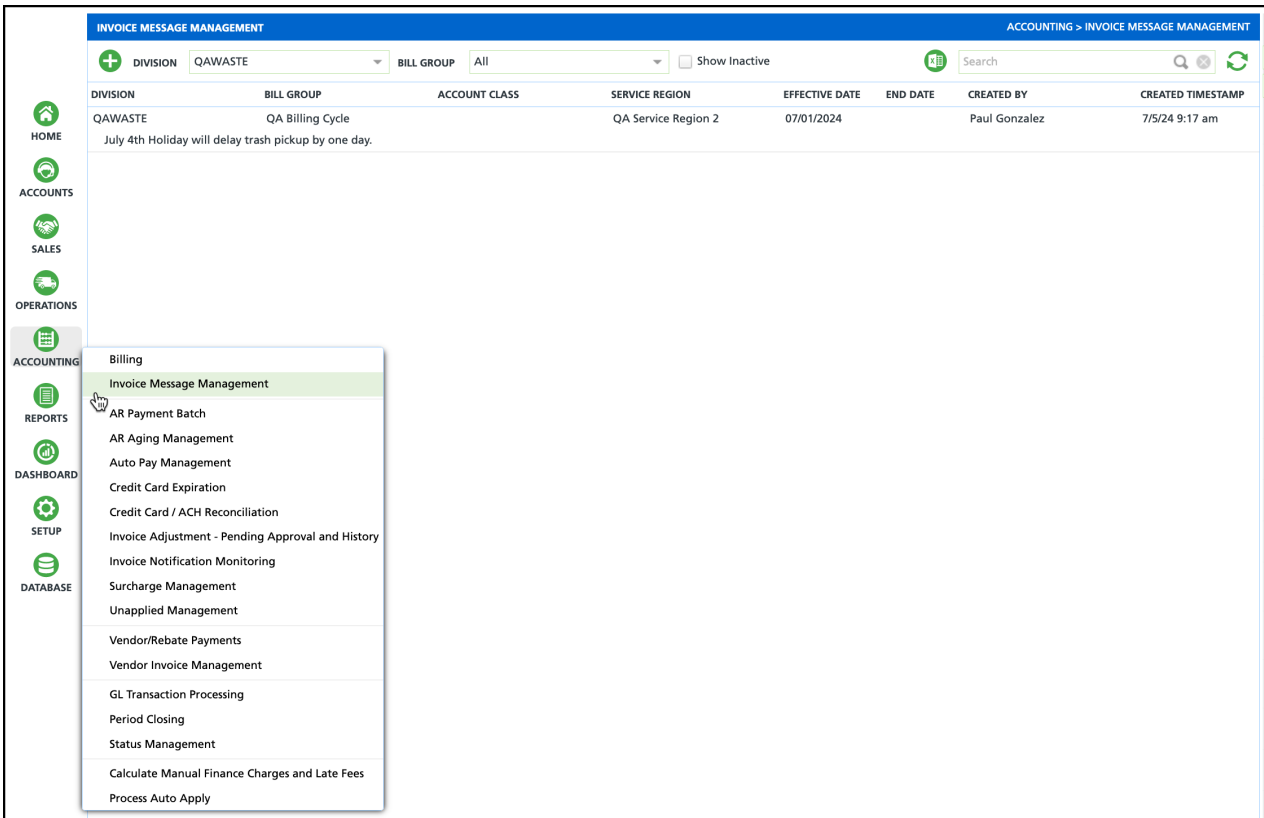 INVOICE MESSAGE MANAGEMENT ACCOUNTING > INVOICE MESSAGE MANAGEMENT
DIVISION QAWASTE BILL GROUP All Show Inactive Search
DIVISION BILL GROUP ACCOUNT CLASS SERVICE REGION EFFECTIVE DATE END DATE CREATED BY CREATED TIMESTAMP
QAWASTE QA Billing Cycle QA Service Region 2 07/01/2024 Paul Gonzalez 7/5/24 9:17 am
July 4th Holiday will delay trash pickup by one day.
HOME
ACCOUNTS
SALES
OPERATIONS
ACCOUNTING
REPORTS
DASHBOARD
SETUP
DATABASE
Billing
Invoice Message Management
AR Payment Batch
AR Aging Management
Auto Pay Management
Credit Card Expiration
Credit Card / ACH Reconciliation
Invoice Adjustment - Pending Approval and History
Invoice Notification Monitoring
Surcharge Management
Unapplied Management
Vendor/Rebate Payments
Vendor Invoice Management
GL Transaction Processing
Period Closing
Status Management
Calculate Manual Finance Charges and Late Fees
Process Auto Apply